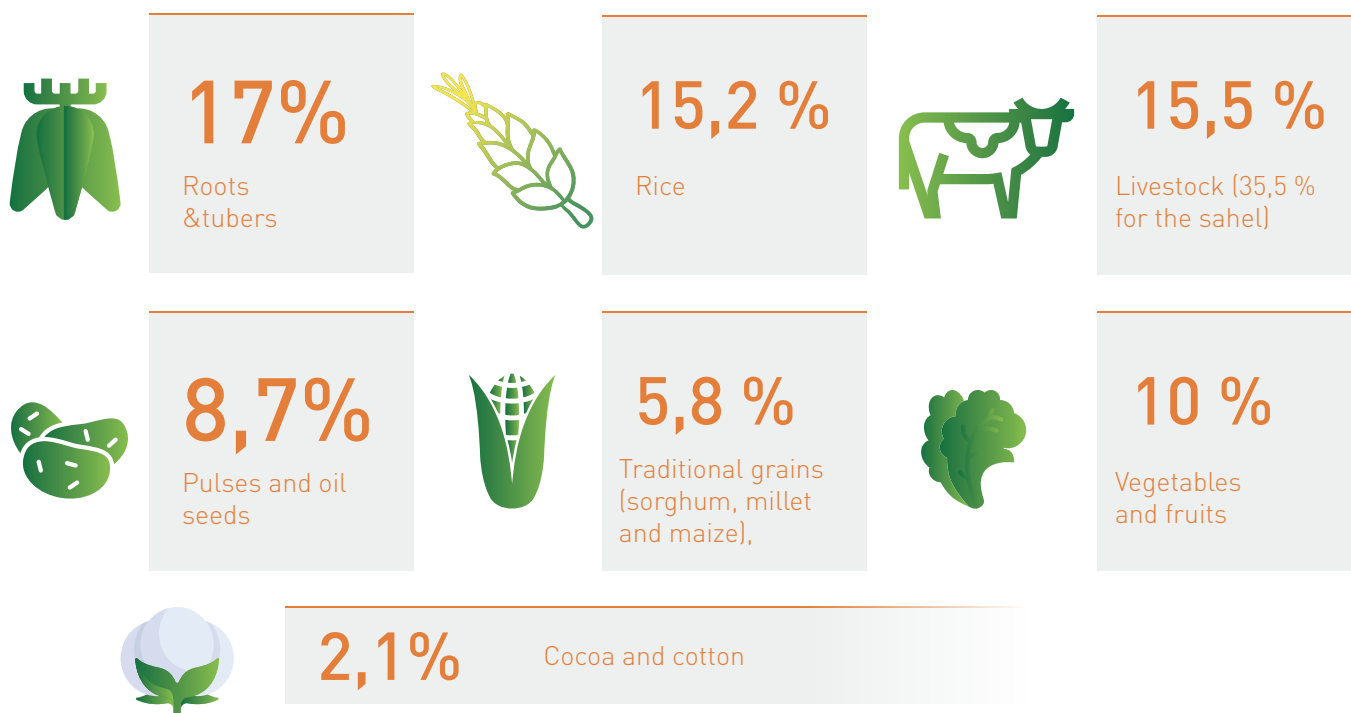 17%
Roots
&tubers
15,2 %
Rice
15,5 %
Livestock (35,5 %
for the sahel)
8,7%
Pulses and oil
seeds
5,8 %
Traditional grains
(sorghum, millet
and maize),
10 %
Vegetables
and fruits
2,1%
Cocoa and cotton